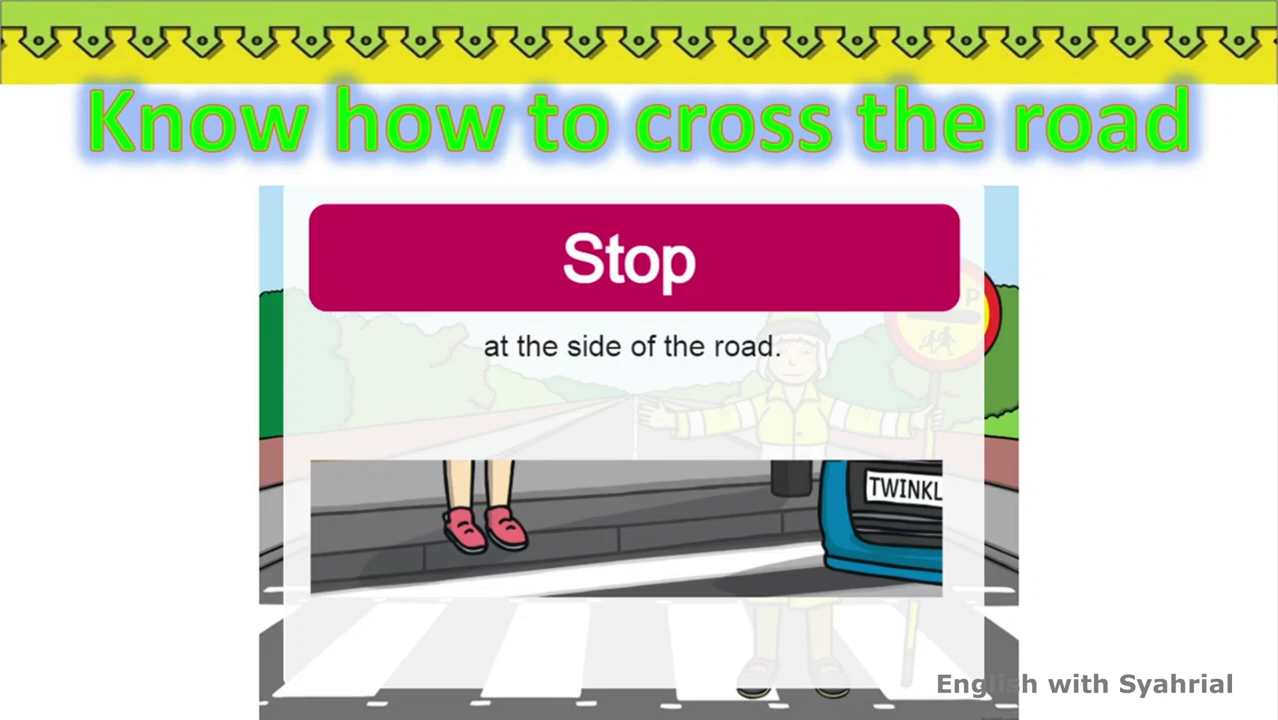 Know how to cross the road
Stop
at the side of the road.
TWINKL
English with Syahrial